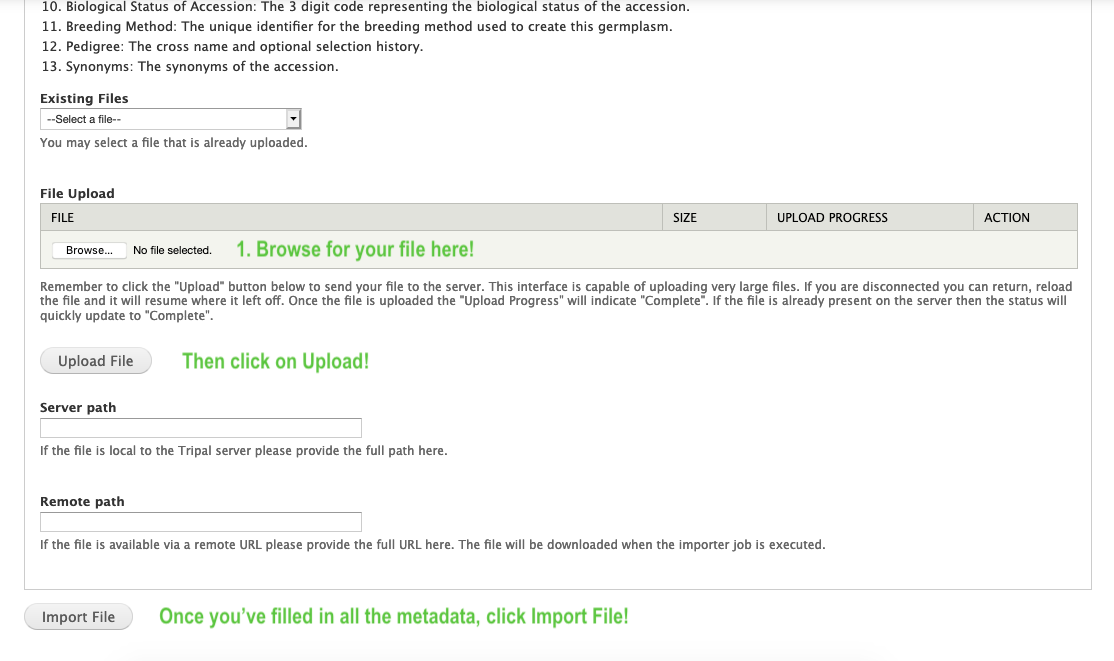 10. Biological Status of Accession: The 3 digit code representing the biological status of the accession.
11. Breeding Method: The unique identifier for the breeding method used to create this germplasm.
12. Pedigree: The cross name and optional selection history.
13. Synonyms: The synonyms of the accession.
Existing Files
--Select a file--
You may select a file that is already uploaded.
File Upload
FILE SIZE UPLOAD PROGRESS ACTION
Browse... No file selected. 1. Browse for your file here!
Remember to click the "Upload" button below to send your file to the server. This interface is capable of uploading very large files. If you are disconnected you can return, reload
the file and it will resume where it left off. Once the file is uploaded the "Upload Progress" will indicate "Complete". If the file is already present on the server then the status will
quickly update to "Complete".
Upload File Then click on Upload!
Server path
If the file is local to the Tripal server please provide the full path here.
Remote path
If the file is available via a remote URL please provide the full URL here. The file will be downloaded when the importer job is executed.
Import File Once you’ve filled in all the metadata, click Import File!